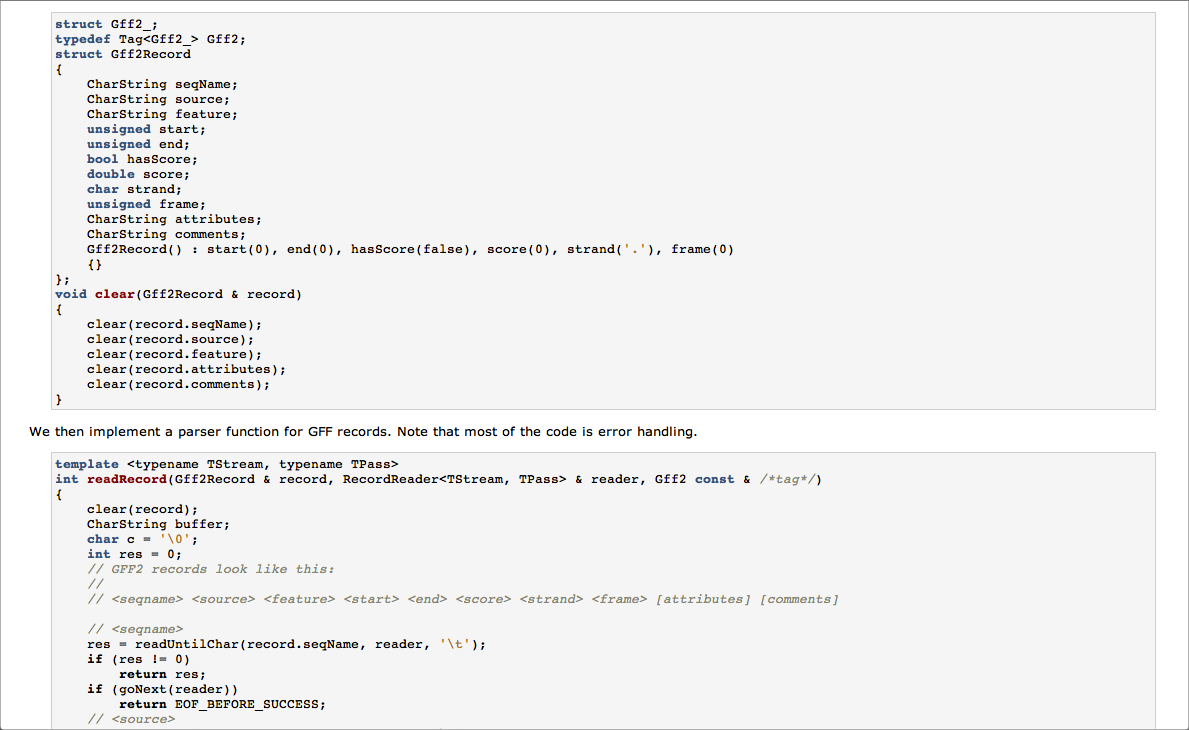 struct Gff2_;
typedef Tag<Gff2_> Gff2;
struct Gff2Record
{
    CharString seqName;
    CharString source;
    CharString feature;
    unsigned start;
    unsigned end;
    bool hasScore;
    double score;
    char strand;
    unsigned frame;
    CharString attributes;
    CharString comments;
    Gff2Record() : start(0), end(0), hasScore(false), score(0), strand('.'), frame(0)
    {}
};
void clear(Gff2Record & record)
{
    clear(record.seqName);
    clear(record.source);
    clear(record.feature);
    clear(record.attributes);
    clear(record.comments);
}
We then implement a parser function for GFF records. Note that most of the code is error handling.
template <typename TStream, typename TPass>
int readRecord(Gff2Record & record, RecordReader<TStream, TPass> & reader, Gff2 const & /*tag*/)
{
    clear(record);
    CharString buffer;
    char c = '\0';
    int res = 0;
    // GFF2 records look like this:
    //
    // <seqname> <source> <feature> <start> <end> <score> <strand> <frame> [attributes] [comments]
    // <seqname>
    res = readUntilChar(record.seqName, reader, '\t');
    if (res != 0)
        return res;
    if (goNext(reader))
        return EOF_BEFORE_SUCCESS;
    // <source>